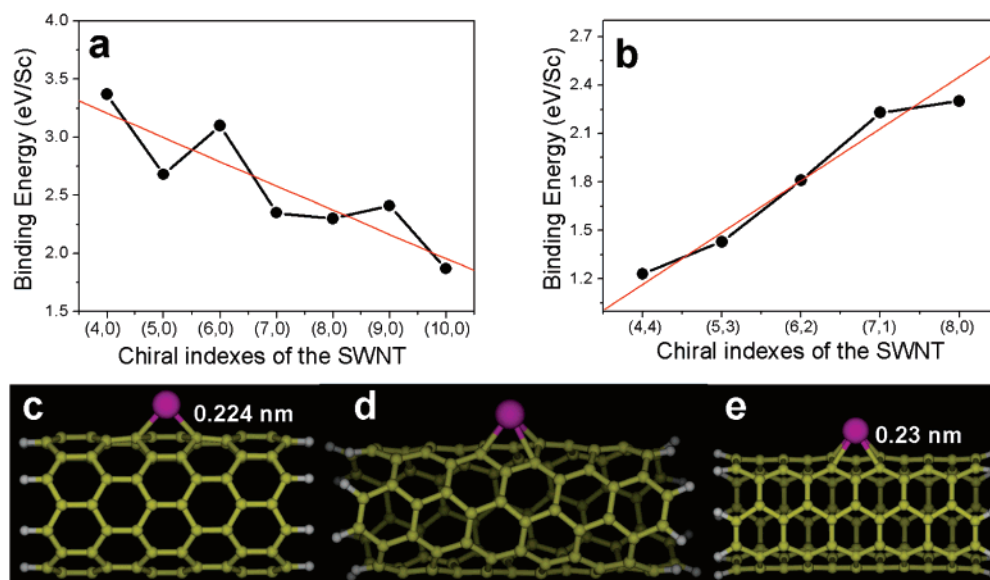 a
Binding Energy (eV/Sc)
4.0
3.5
3.0
2.5
2.0
1.5
(4,0) (5,0) (6,0) (7,0) (8,0) (9,0) (10,0)
Chiral indexes of the SWNT
b
Binding Energy (eV/Sc)
2.7
2.4
2.1
1.8
1.5
1.2
(4,4) (5,3) (6,2) (7,1) (8,0)
Chiral indexes of the SWNT
c
0.224 nm
d
e
0.23 nm